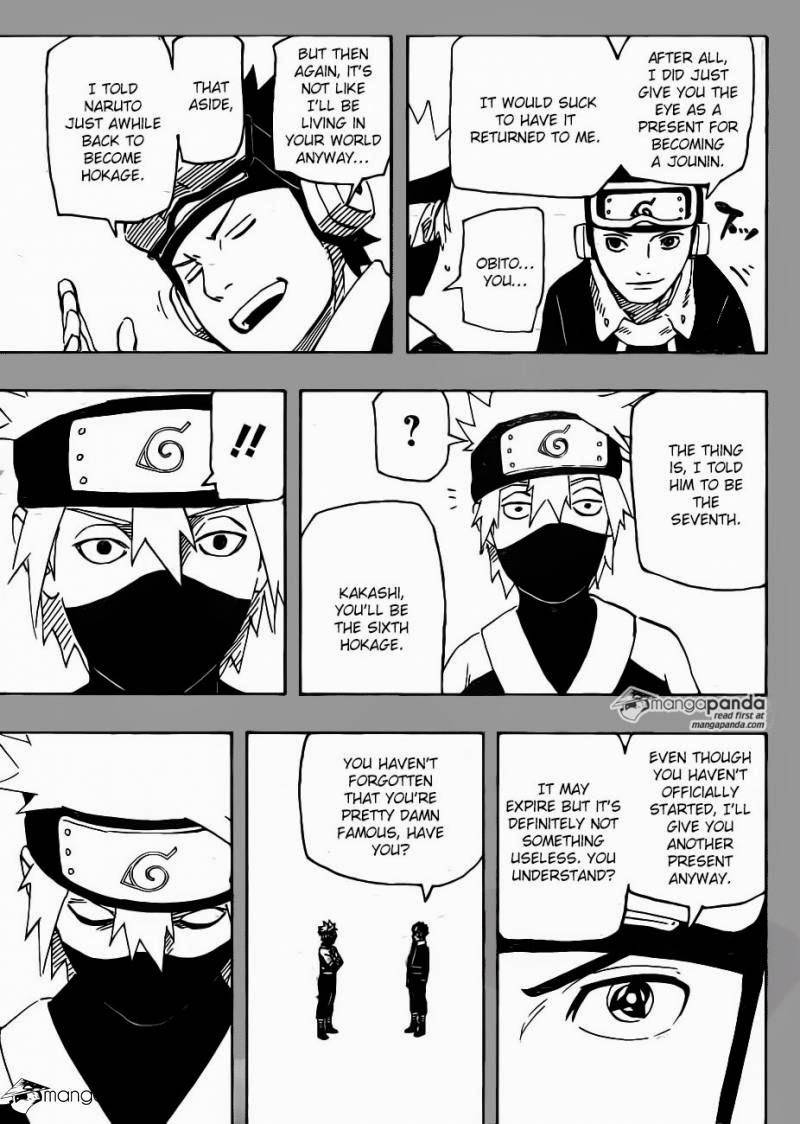 AFTER ALL,
I DID JUST
GIVE YOU THE
EYE AS A
PRESENT FOR
BECOMING
A JOUNIN.
IT WOULD SUCK
TO HAVE IT
RETURNED TO ME.
OBITO...
YOU...
ズッ
BUT THEN
AGAIN, IT'S
NOT LIKE
I'LL BE
LIVING IN
YOUR WORLD
ANYWAY...
THAT
ASIDE,
I TOLD
NARUTO
JUST AWHILE
BACK TO
BECOME
HOKAGE.
THE THING
IS, I TOLD
HIM TO BE
THE
SEVENTH.
?
KAKASHI,
YOU'LL BE
THE SIXTH
HOKAGE.
!!
mangapanda
read first at
mangapanda.com
EVEN THOUGH
YOU HAVEN'T
OFFICIALLY
STARTED, I'LL
GIVE YOU
ANOTHER
PRESENT
ANYWAY.
IT MAY
EXPIRE BUT IT'S
DEFINITELY NOT
SOMETHING
USELESS. YOU
UNDERSTAND?
YOU HAVEN'T
FORGOTTEN
THAT YOU'RE
PRETTY DAMN
FAMOUS, HAVE
YOU?
mang